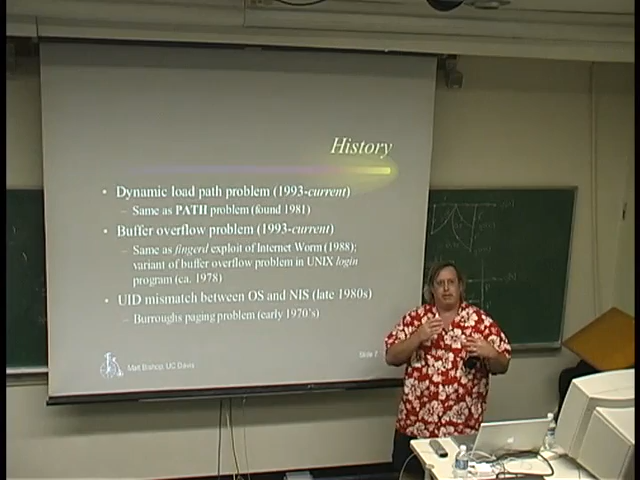 History
• Dynamic load path problem (1993-current)
– Same as PATH problem (found 1981)
• Buffer overflow problem (1993-current)
– Same as fingerd exploit of Internet Worm (1988);
variant of buffer overflow problem in UNIX login
program (ca. 1978)
• UID mismatch between OS and NIS (late 1980s)
– Burroughs paging problem (early 1970's)
Matt Bishop, UC Davis